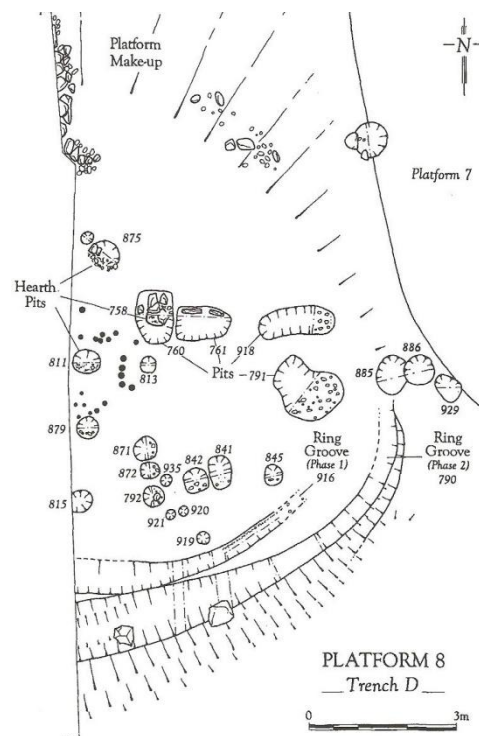 Platform
Make-up
-N-
Platform 7
875
Hearth
Pits
758
760
761
918
Pits
791
811
813
885
886
929
879
871
872
935
842
841
845
Ring
Groove
(Phase 1)
916
Ring
Groove
(Phase 2)
790
815
792
921
920
919
PLATFORM 8
Trench D
0
3m